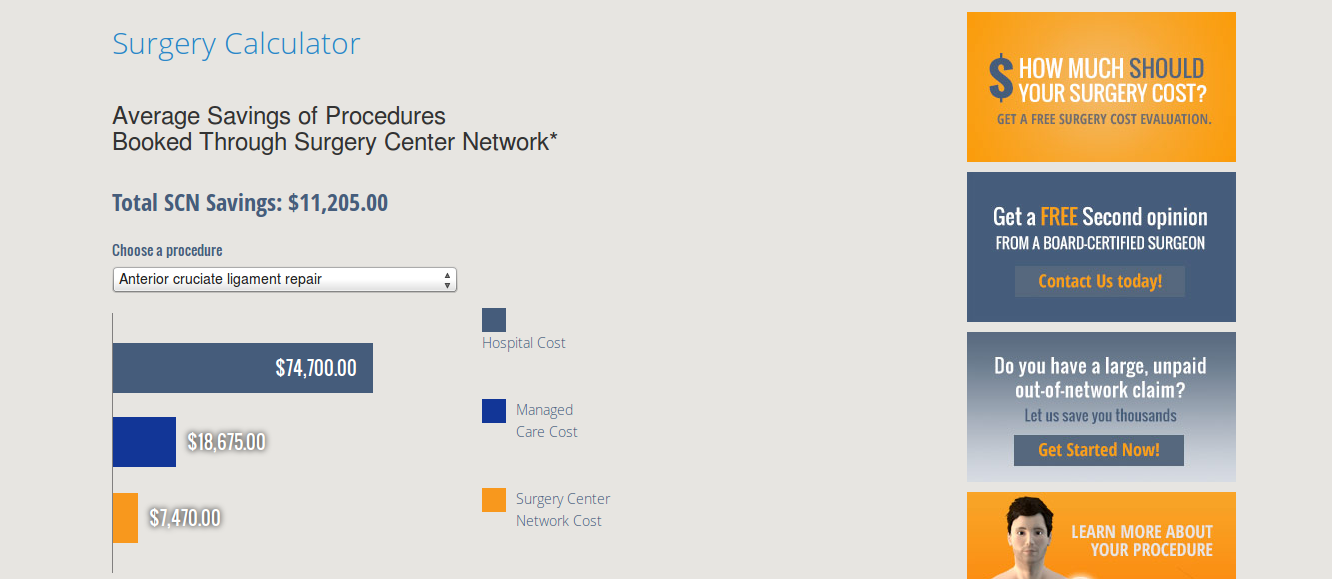 Surgery Calculator
Average Savings of Procedures
Booked Through Surgery Center Network*
Total SCN Savings: $11,205.00
Choose a procedure
Anterior cruciate ligament repair
$74,700.00
$18,675.00
$7,470.00
Hospital Cost
Managed
Care Cost
Surgery Center
Network Cost
$ HOW MUCH SHOULD
YOUR SURGERY COST?
GET A FREE SURGERY COST EVALUATION.
Get a FREE Second opinion
FROM A BOARD-CERTIFIED SURGEON
Contact Us today!
Do you have a large, unpaid
out-of-network claim?
Let us save you thousands
Get Started Now!
LEARN MORE ABOUT
YOUR PROCEDURE